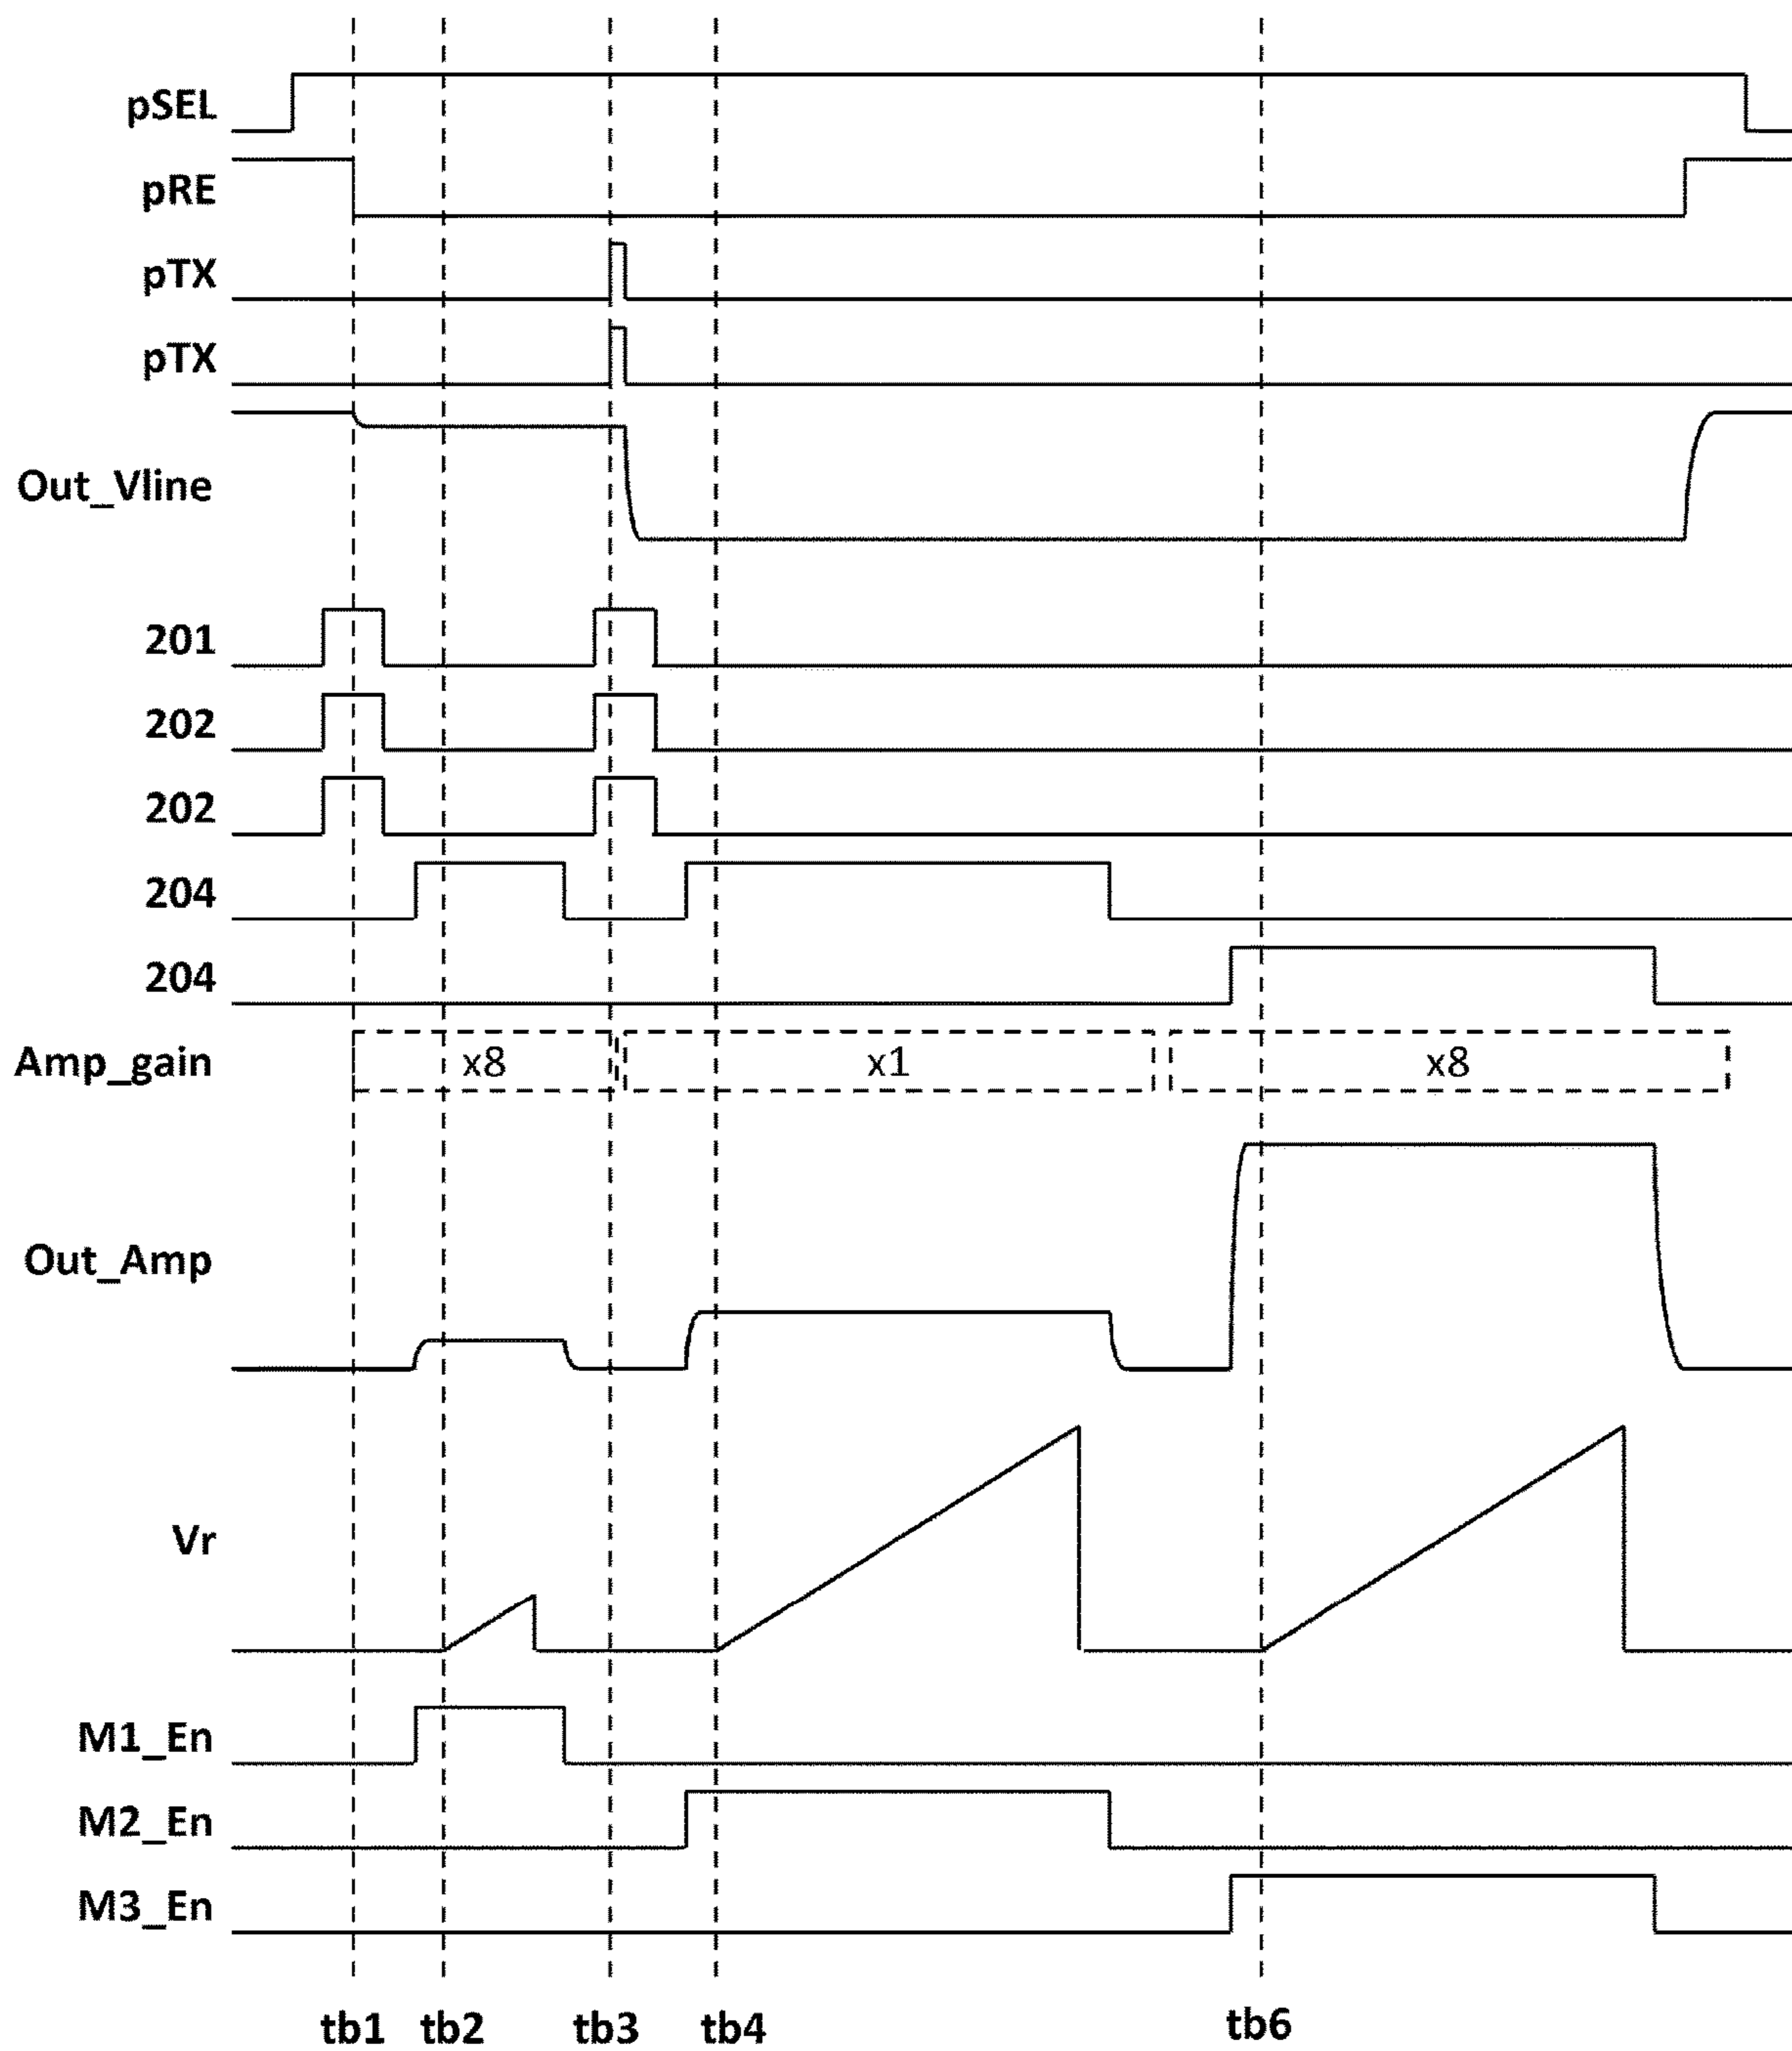 pSEL
pRE
pTX
pTX
Out_Vline
201
202
202
204
204
Amp_gain x8 x1 x8
Out_Amp
Vr
M1_En
M2_En
M3_En
tb1 tb2 tb3 tb4 tb6